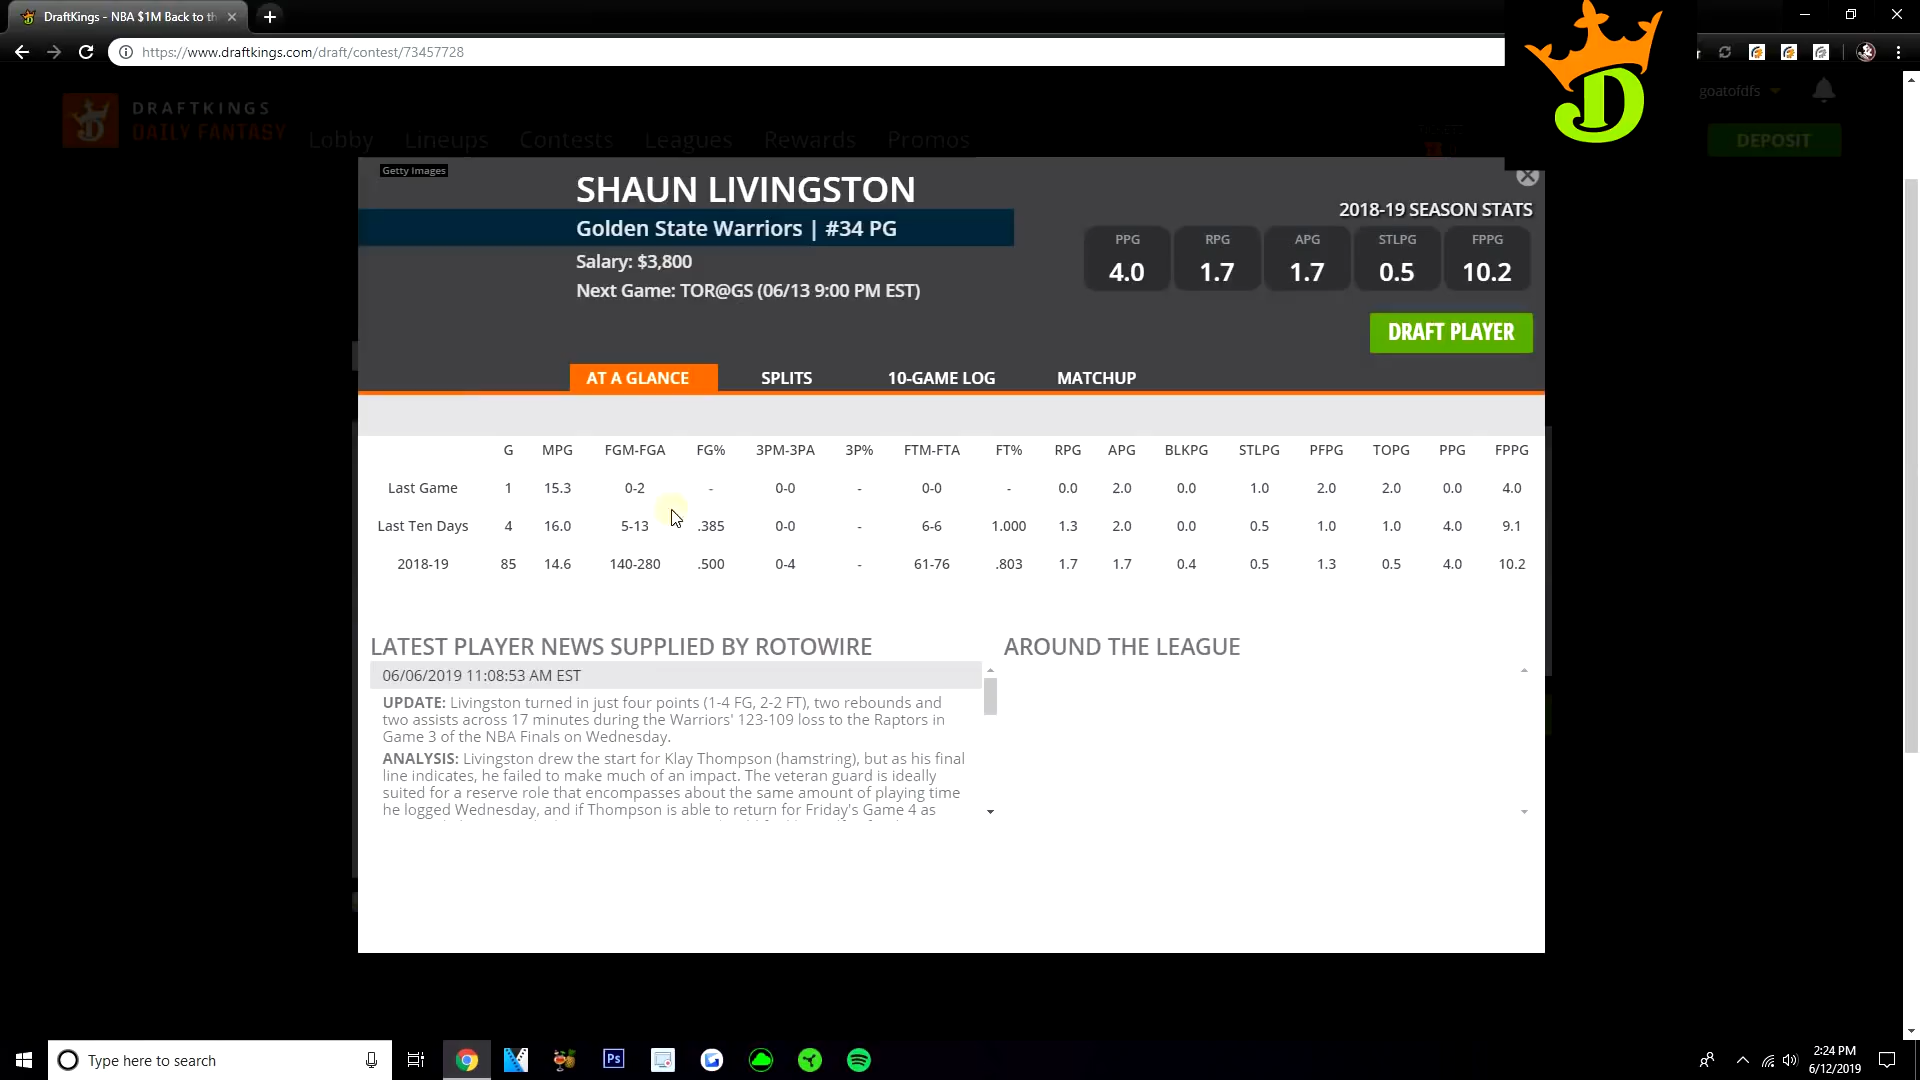 DraftKings - NBA $1M Back to th
https://www.draftkings.com/draft/contest/73457728
DRAFTKINGS
DAILY FANTASY
Lobby Lineups Contests Leagues Rewards Promos
goatofdfs
DEPOSIT
Getty Images
SHAUN LIVINGSTON
Golden State Warriors | #34 PG
Salary: $3,800
Next Game: TOR@GS (06/13 9:00 PM EST)
2018-19 SEASON STATS
PPG RPG APG STLPG FPPG
4.0 1.7 1.7 0.5 10.2
DRAFT PLAYER
AT A GLANCE SPLITS 10-GAME LOG MATCHUP
G MPG FGM-FGA FG% 3PM-3PA 3P% FTM-FTA FT% RPG APG BLKPG STLPG PFPG TOPG PPG FPPG
Last Game 1 15.3 0-2 - 0-0 - 0-0 - 0.0 2.0 0.0 1.0 2.0 2.0 0.0 4.0
Last Ten Days 4 16.0 5-13 .385 0-0 - 6-6 1.000 1.3 2.0 0.0 0.5 1.0 1.0 4.0 9.1
2018-19 85 14.6 140-280 .500 0-4 - 61-76 .803 1.7 1.7 0.4 0.5 1.3 0.5 4.0 10.2
LATEST PLAYER NEWS SUPPLIED BY ROTOWIRE
AROUND THE LEAGUE
06/06/2019 11:08:53 AM EST
UPDATE: Livingston turned in just four points (1-4 FG, 2-2 FT), two rebounds and
two assists across 17 minutes during the Warriors' 123-109 loss to the Raptors in
Game 3 of the NBA Finals on Wednesday.
ANALYSIS: Livingston drew the start for Klay Thompson (hamstring), but as his final
line indicates, he failed to make much of an impact. The veteran guard is ideally
suited for a reserve role that encompasses about the same amount of playing time
he logged Wednesday, and if Thompson is able to return for Friday's Game 4 as
Type here to search
Ps
2:24 PM
6/12/2019